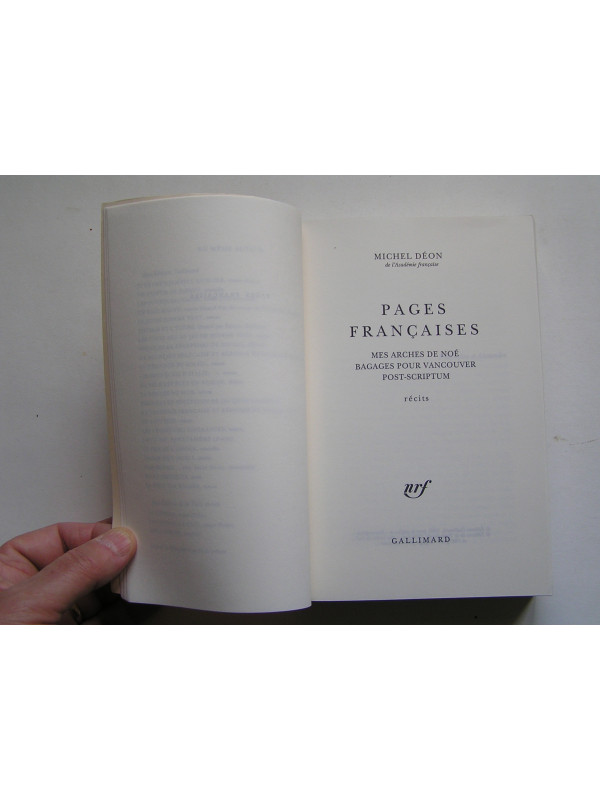 MICHEL DÉON
de l'Académie française
PAGES
FRANÇAISES
MES ARCHES DE NOÉ
BAGAGES POUR VANCOUVER
POST-SCRIPTUM
récits
nrf
GALLIMARD